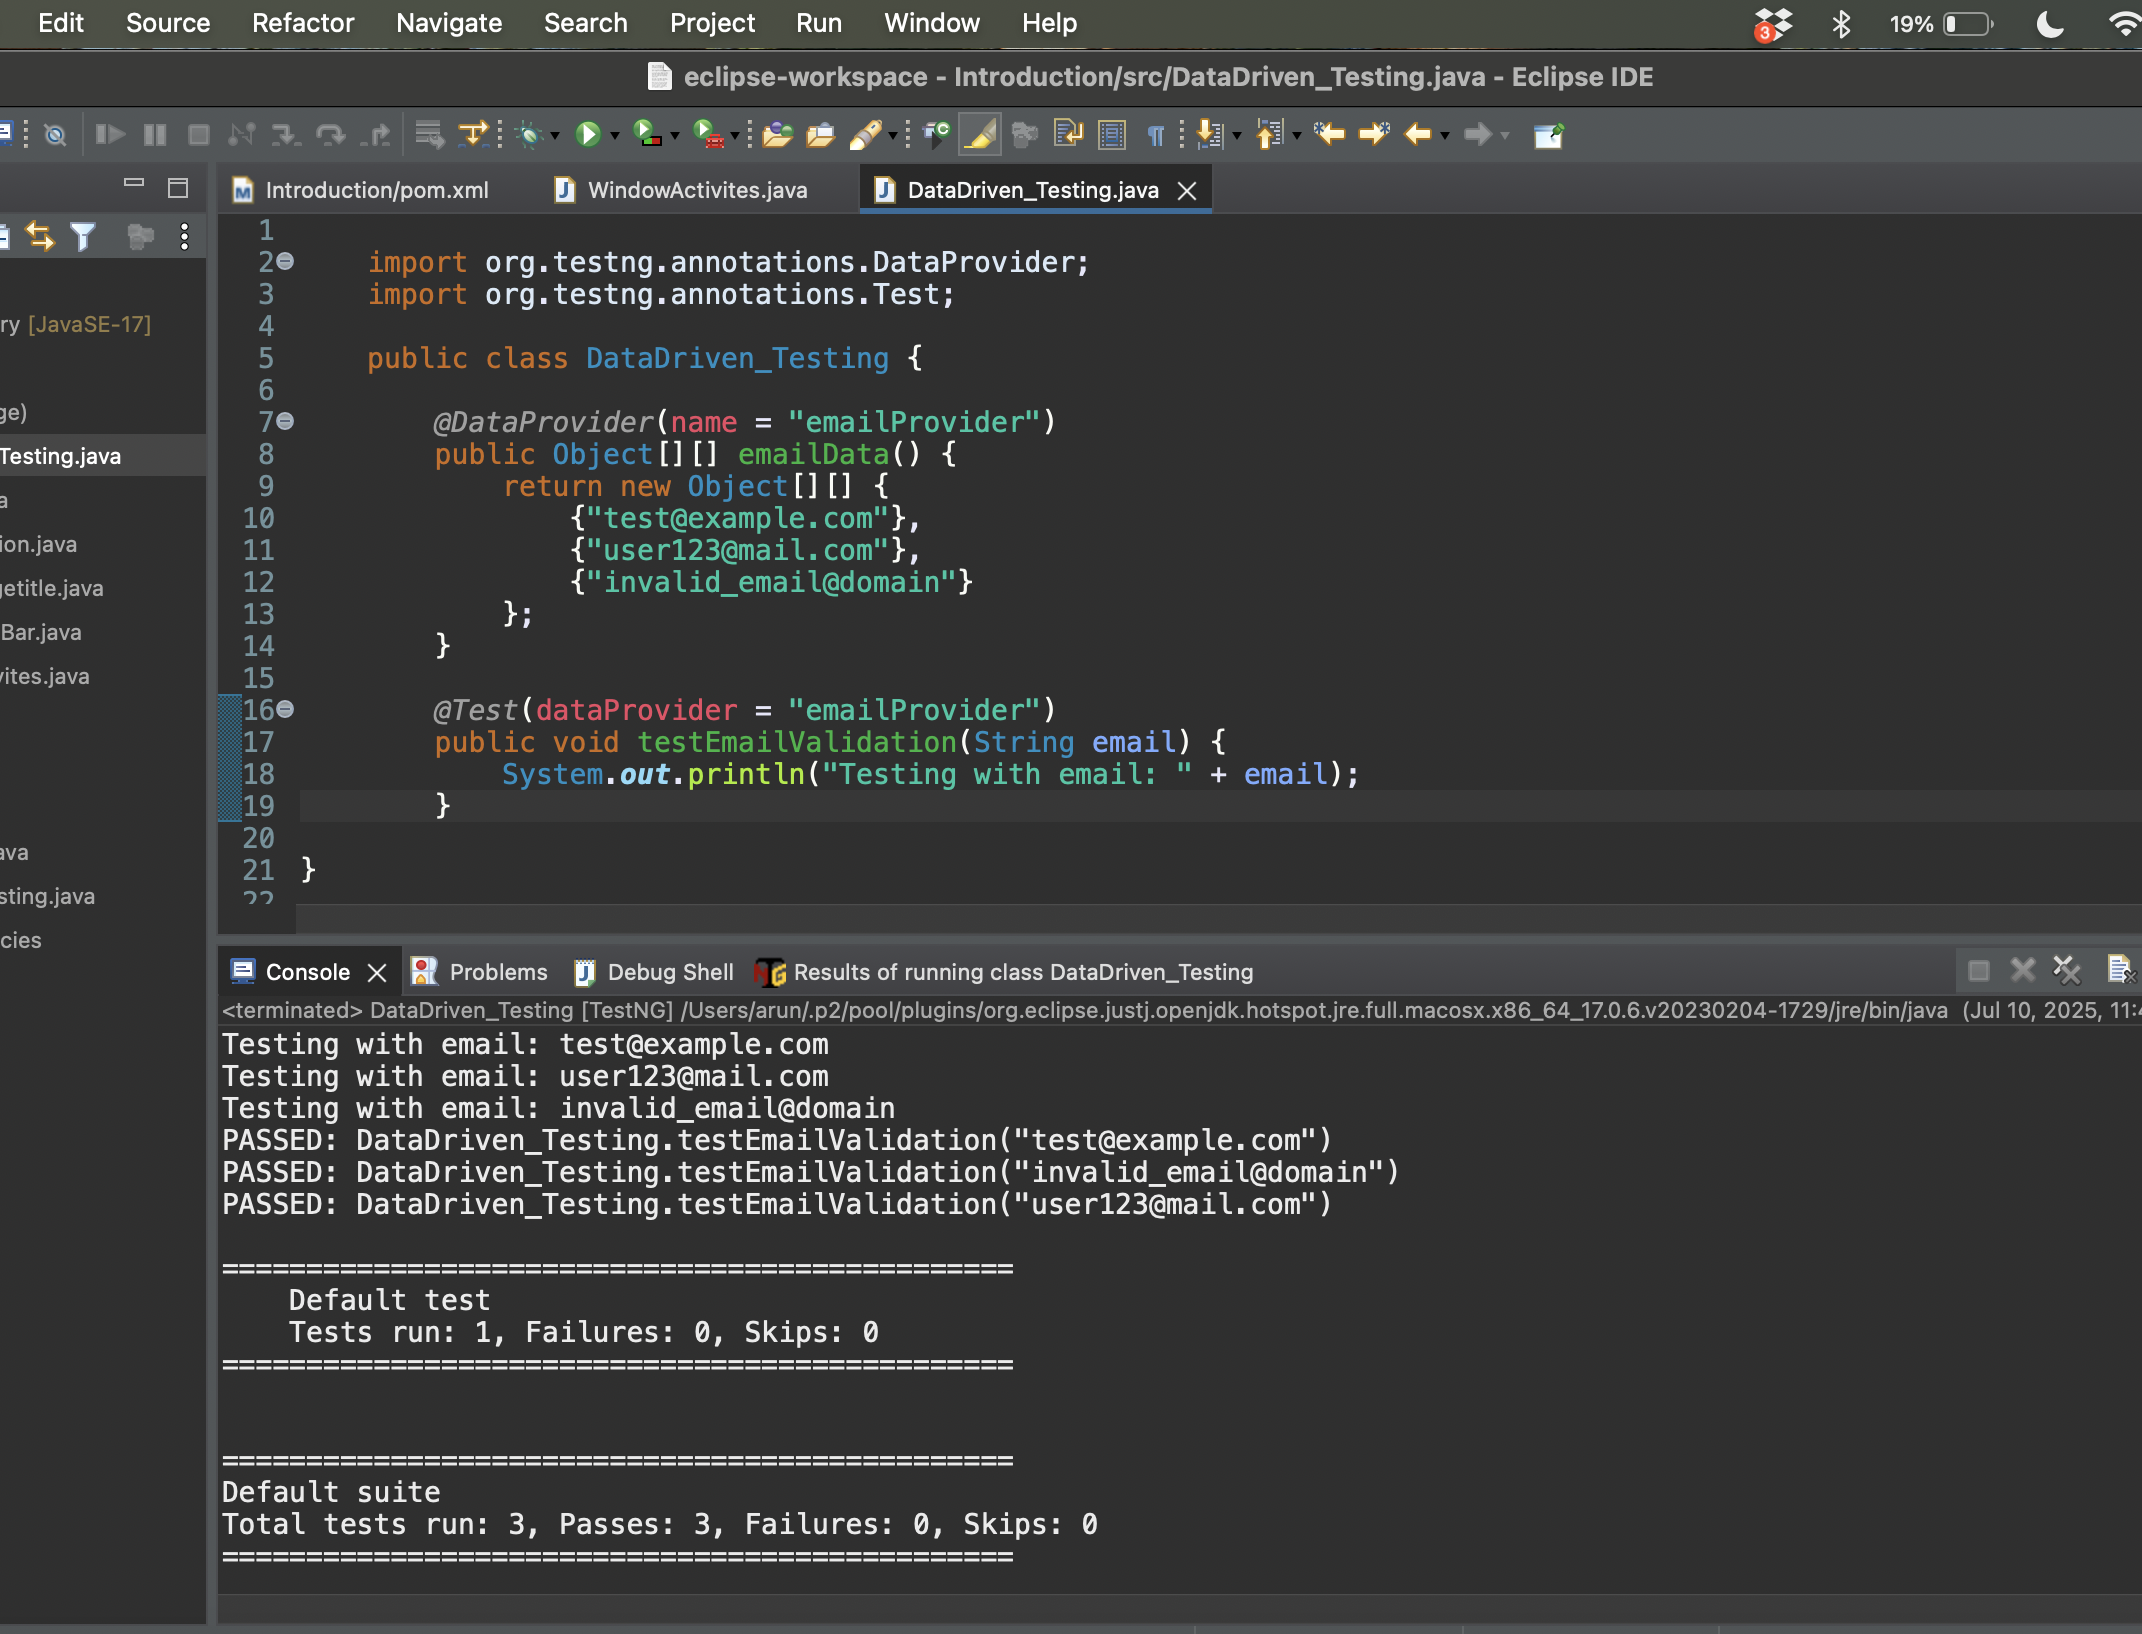 Edit Source Refactor Navigate Search Project Run Window Help 3 19%
eclipse-workspace - Introduction/src/DataDriven_Testing.java - Eclipse IDE
Introduction/pom.xml WindowActivites.java DataDriven_Testing.java
ry [JavaSE-17]
ge)
Testing.java
a
ion.java
getitle.java
Bar.java
vites.java
ava
sting.java
cies
1
2 import org.testng.annotations.DataProvider;
3 import org.testng.annotations.Test;
4
5 public class DataDriven_Testing {
6
7 @DataProvider(name = "emailProvider")
8 public Object[][] emailData() {
9 return new Object[][] {
10 {"test@example.com"},
11 {"user123@mail.com"},
12 {"invalid_email@domain"}
13 };
14 }
15
16 @Test(dataProvider = "emailProvider")
17 public void testEmailValidation(String email) {
18 System.out.println("Testing with email: " + email);
19 }
20
21 }
22
Console Problems Debug Shell Results of running class DataDriven_Testing
<terminated> DataDriven_Testing [TestNG] /Users/arun/.p2/pool/plugins/org.eclipse.justj.openjdk.hotspot.jre.full.macosx.x86_64_17.0.6.v20230204-1729/jre/bin/java (Jul 10, 2025, 11:4
Testing with email: test@example.com
Testing with email: user123@mail.com
Testing with email: invalid_email@domain
PASSED: DataDriven_Testing.testEmailValidation("test@example.com")
PASSED: DataDriven_Testing.testEmailValidation("invalid_email@domain")
PASSED: DataDriven_Testing.testEmailValidation("user123@mail.com")
===============================================
Default test
Tests run: 1, Failures: 0, Skips: 0
===============================================
===============================================
Default suite
Total tests run: 3, Passes: 3, Failures: 0, Skips: 0
===============================================